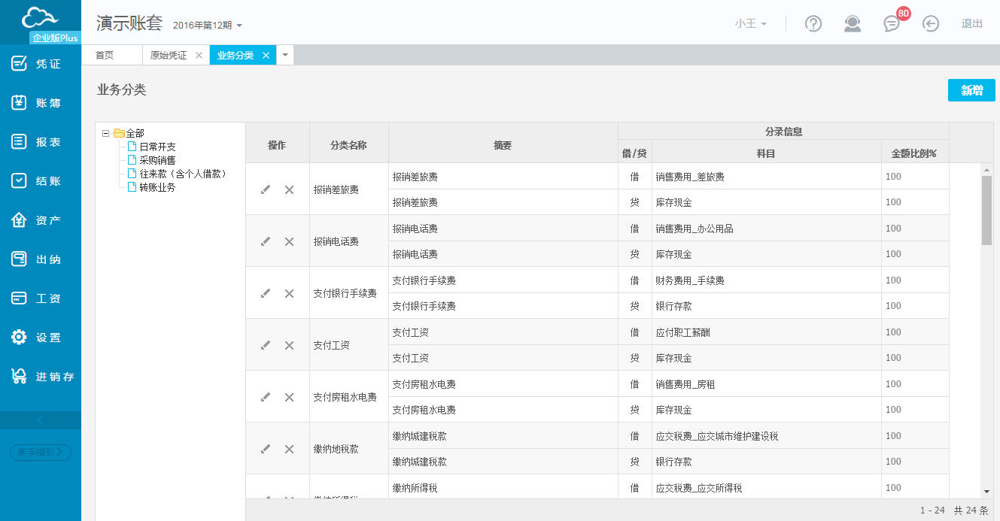 企业版Plus
演示账套 2016年第12期
小王 80 退出
首页 原始凭证 业务分类
凭证
账簿
报表
结账
资产
出纳
工资
设置
进销存
新手指引
业务分类
新增
全部
日常开支
采购销售
往来款（含个人借款）
转账业务
操作 分类名称 摘要 分录信息
借/贷 科目 金额比例%
报销差旅费 报销差旅费 借 销售费用_差旅费 100
报销差旅费 贷 库存现金 100
报销电话费 报销电话费 借 销售费用_办公用品 100
报销电话费 贷 库存现金 100
支付银行手续费 支付银行手续费 借 财务费用_手续费 100
支付银行手续费 贷 银行存款 100
支付工资 支付工资 借 应付职工薪酬 100
支付工资 贷 库存现金 100
支付房租水电费 支付房租水电费 借 销售费用_房租 100
支付房租水电费 贷 库存现金 100
缴纳地税款 缴纳城建税款 借 应交税费_应交城市维护建设税 100
缴纳城建税款 贷 银行存款 100
缴纳所得税 借 应交税费_应交所得税 100
1 - 24 共 24 条